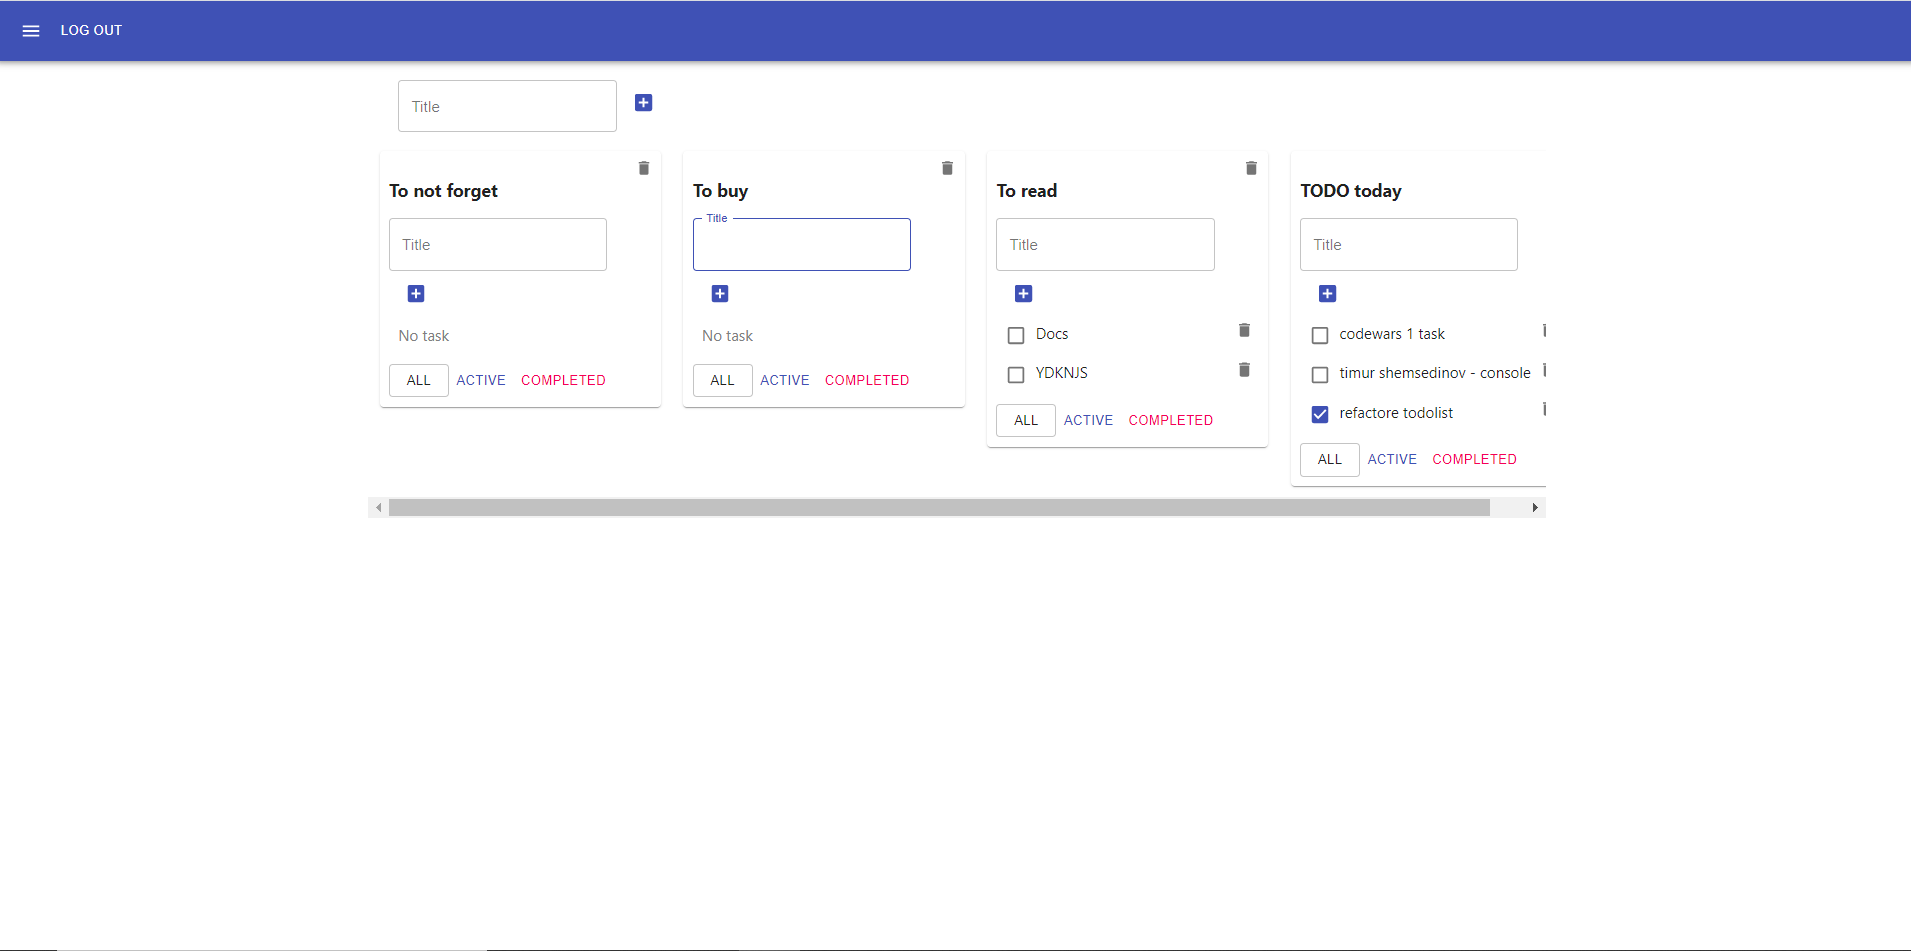 LOG OUT
Title
To not forget
Title
No task
ALL ACTIVE COMPLETED
To buy
Title
No task
ALL ACTIVE COMPLETED
To read
Title
Docs
YDKNJS
ALL ACTIVE COMPLETED
TODO today
Title
codewars 1 task
timur shemsedinov - console
refactore todolist
ALL ACTIVE COMPLETED